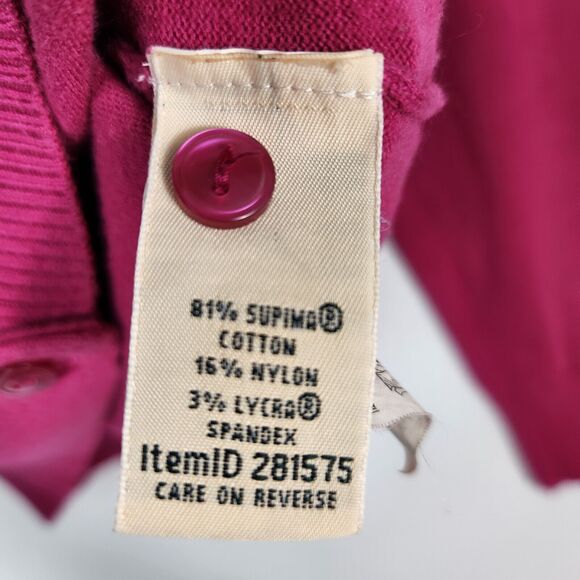 81% SUPIMA®
COTTON
16% NYLON
3% LYCRA®
SPANDEX
ItemID 281575
CARE ON REVERSE